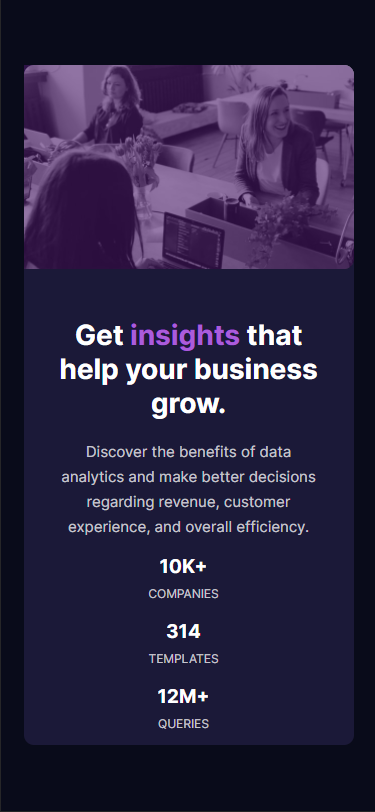 Get insights that
help your business
grow.
Discover the benefits of data
analytics and make better decisions
regarding revenue, customer
experience, and overall efficiency.
10K+
COMPANIES
314
TEMPLATES
12M+
QUERIES